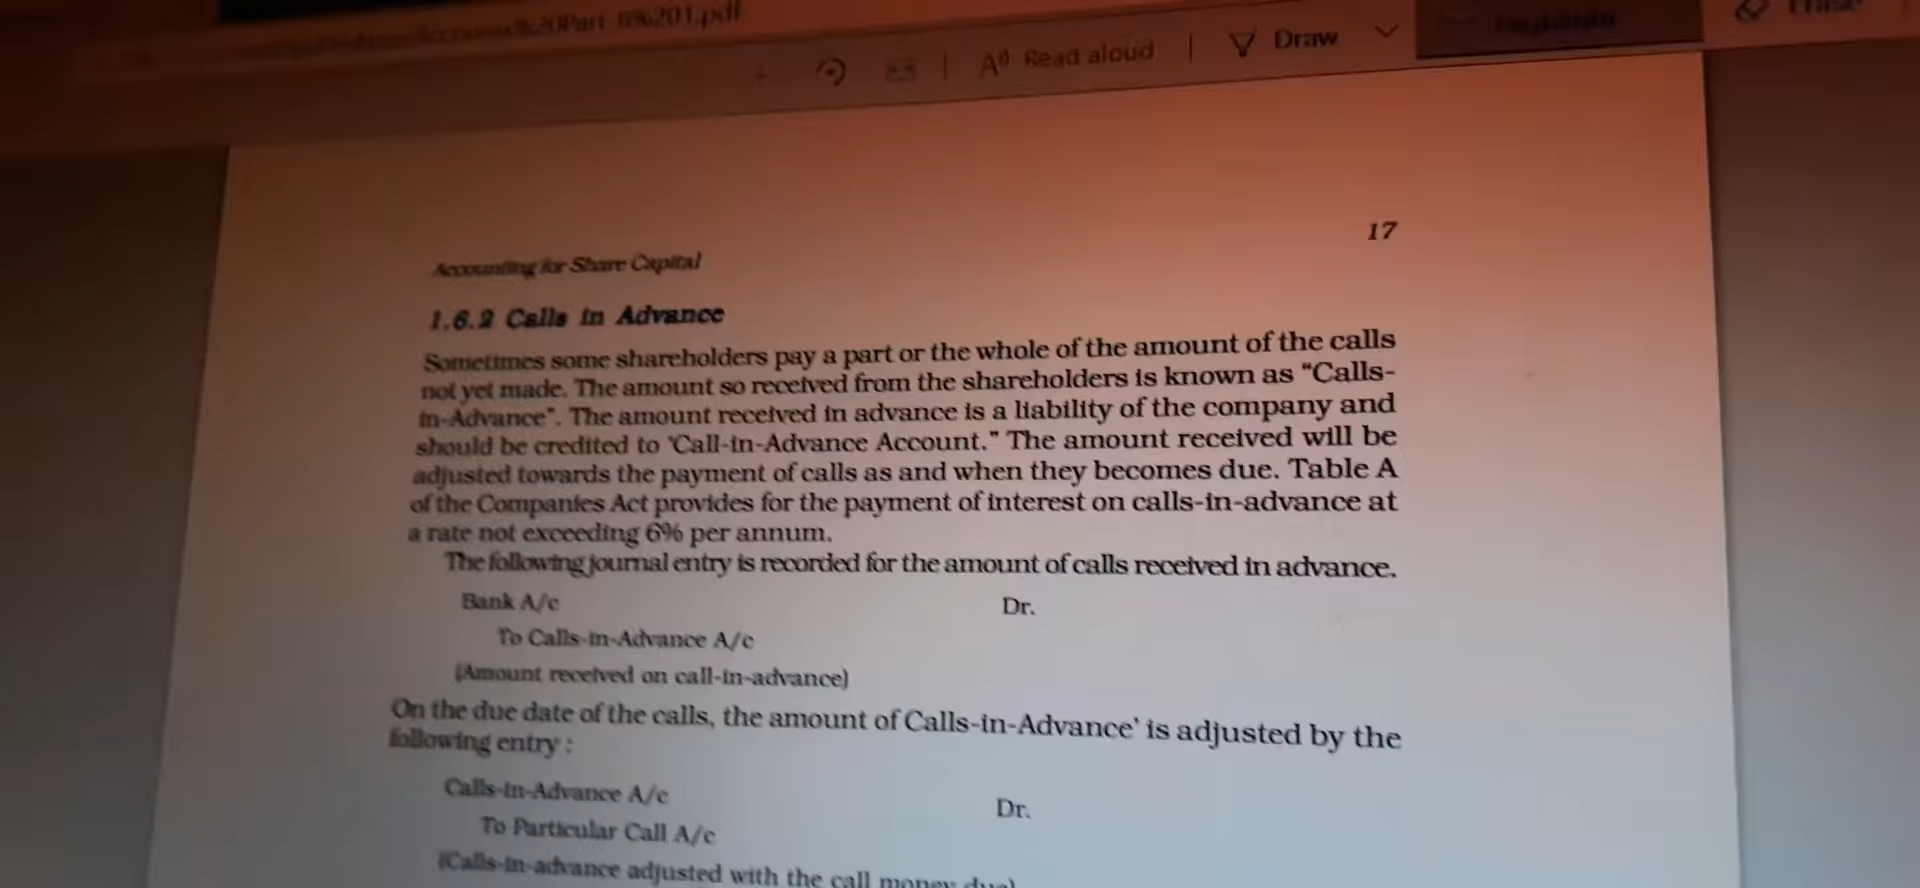 Part-II%201.pdf
Read aloud
Draw
17
Accounting for Share Capital
1.6.2 Calls in Advance
Sometimes some shareholders pay a part or the whole of the amount of the calls
not yet made. The amount so received from the shareholders is known as "Calls-
in-Advance". The amount received in advance is a liability of the company and
should be credited to 'Call-in-Advance Account." The amount received will be
adjusted towards the payment of calls as and when they becomes due. Table A
of the Companies Act provides for the payment of interest on calls-in-advance at
a rate not exceeding 6% per annum.
The following journal entry is recorded for the amount of calls received in advance.
Bank A/c Dr.
To Calls-in-Advance A/c
(Amount received on call-in-advance)
On the due date of the calls, the amount of Calls-in-Advance' is adjusted by the
following entry :
Calls-in-Advance A/c Dr.
To Particular Call A/c
(Calls-in-advance adjusted with the call money due)